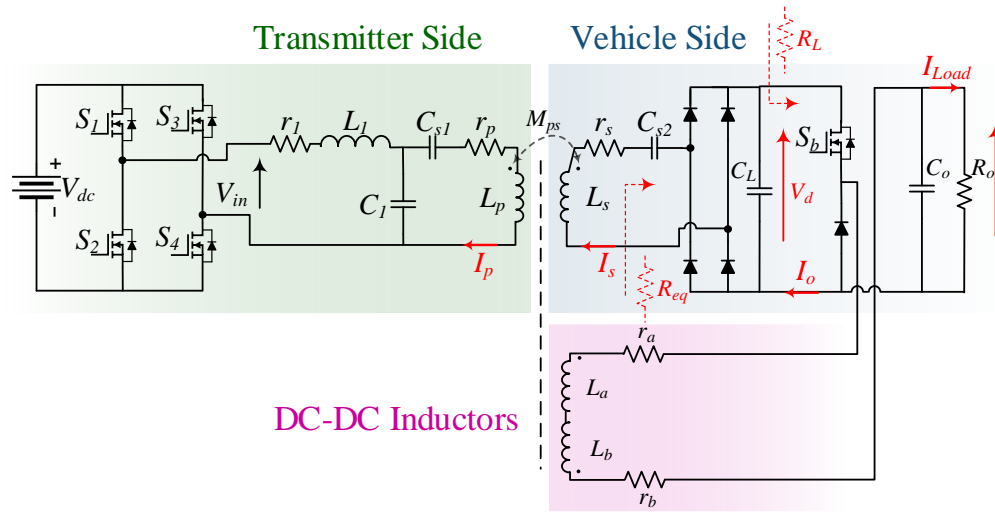 Transmitter Side
Vehicle Side
R_L
I_Load
S_1
S_3
r_1
L_1
C_s1
r_p
M_ps
r_s
C_s2
S_b
+
V_dc
-
V_in
C_1
L_p
L_s
C_L
V_d
C_o
R_o
S_2
S_4
I_p
I_s
R_eq
I_o
r_a
L_a
DC-DC Inductors
L_b
r_b